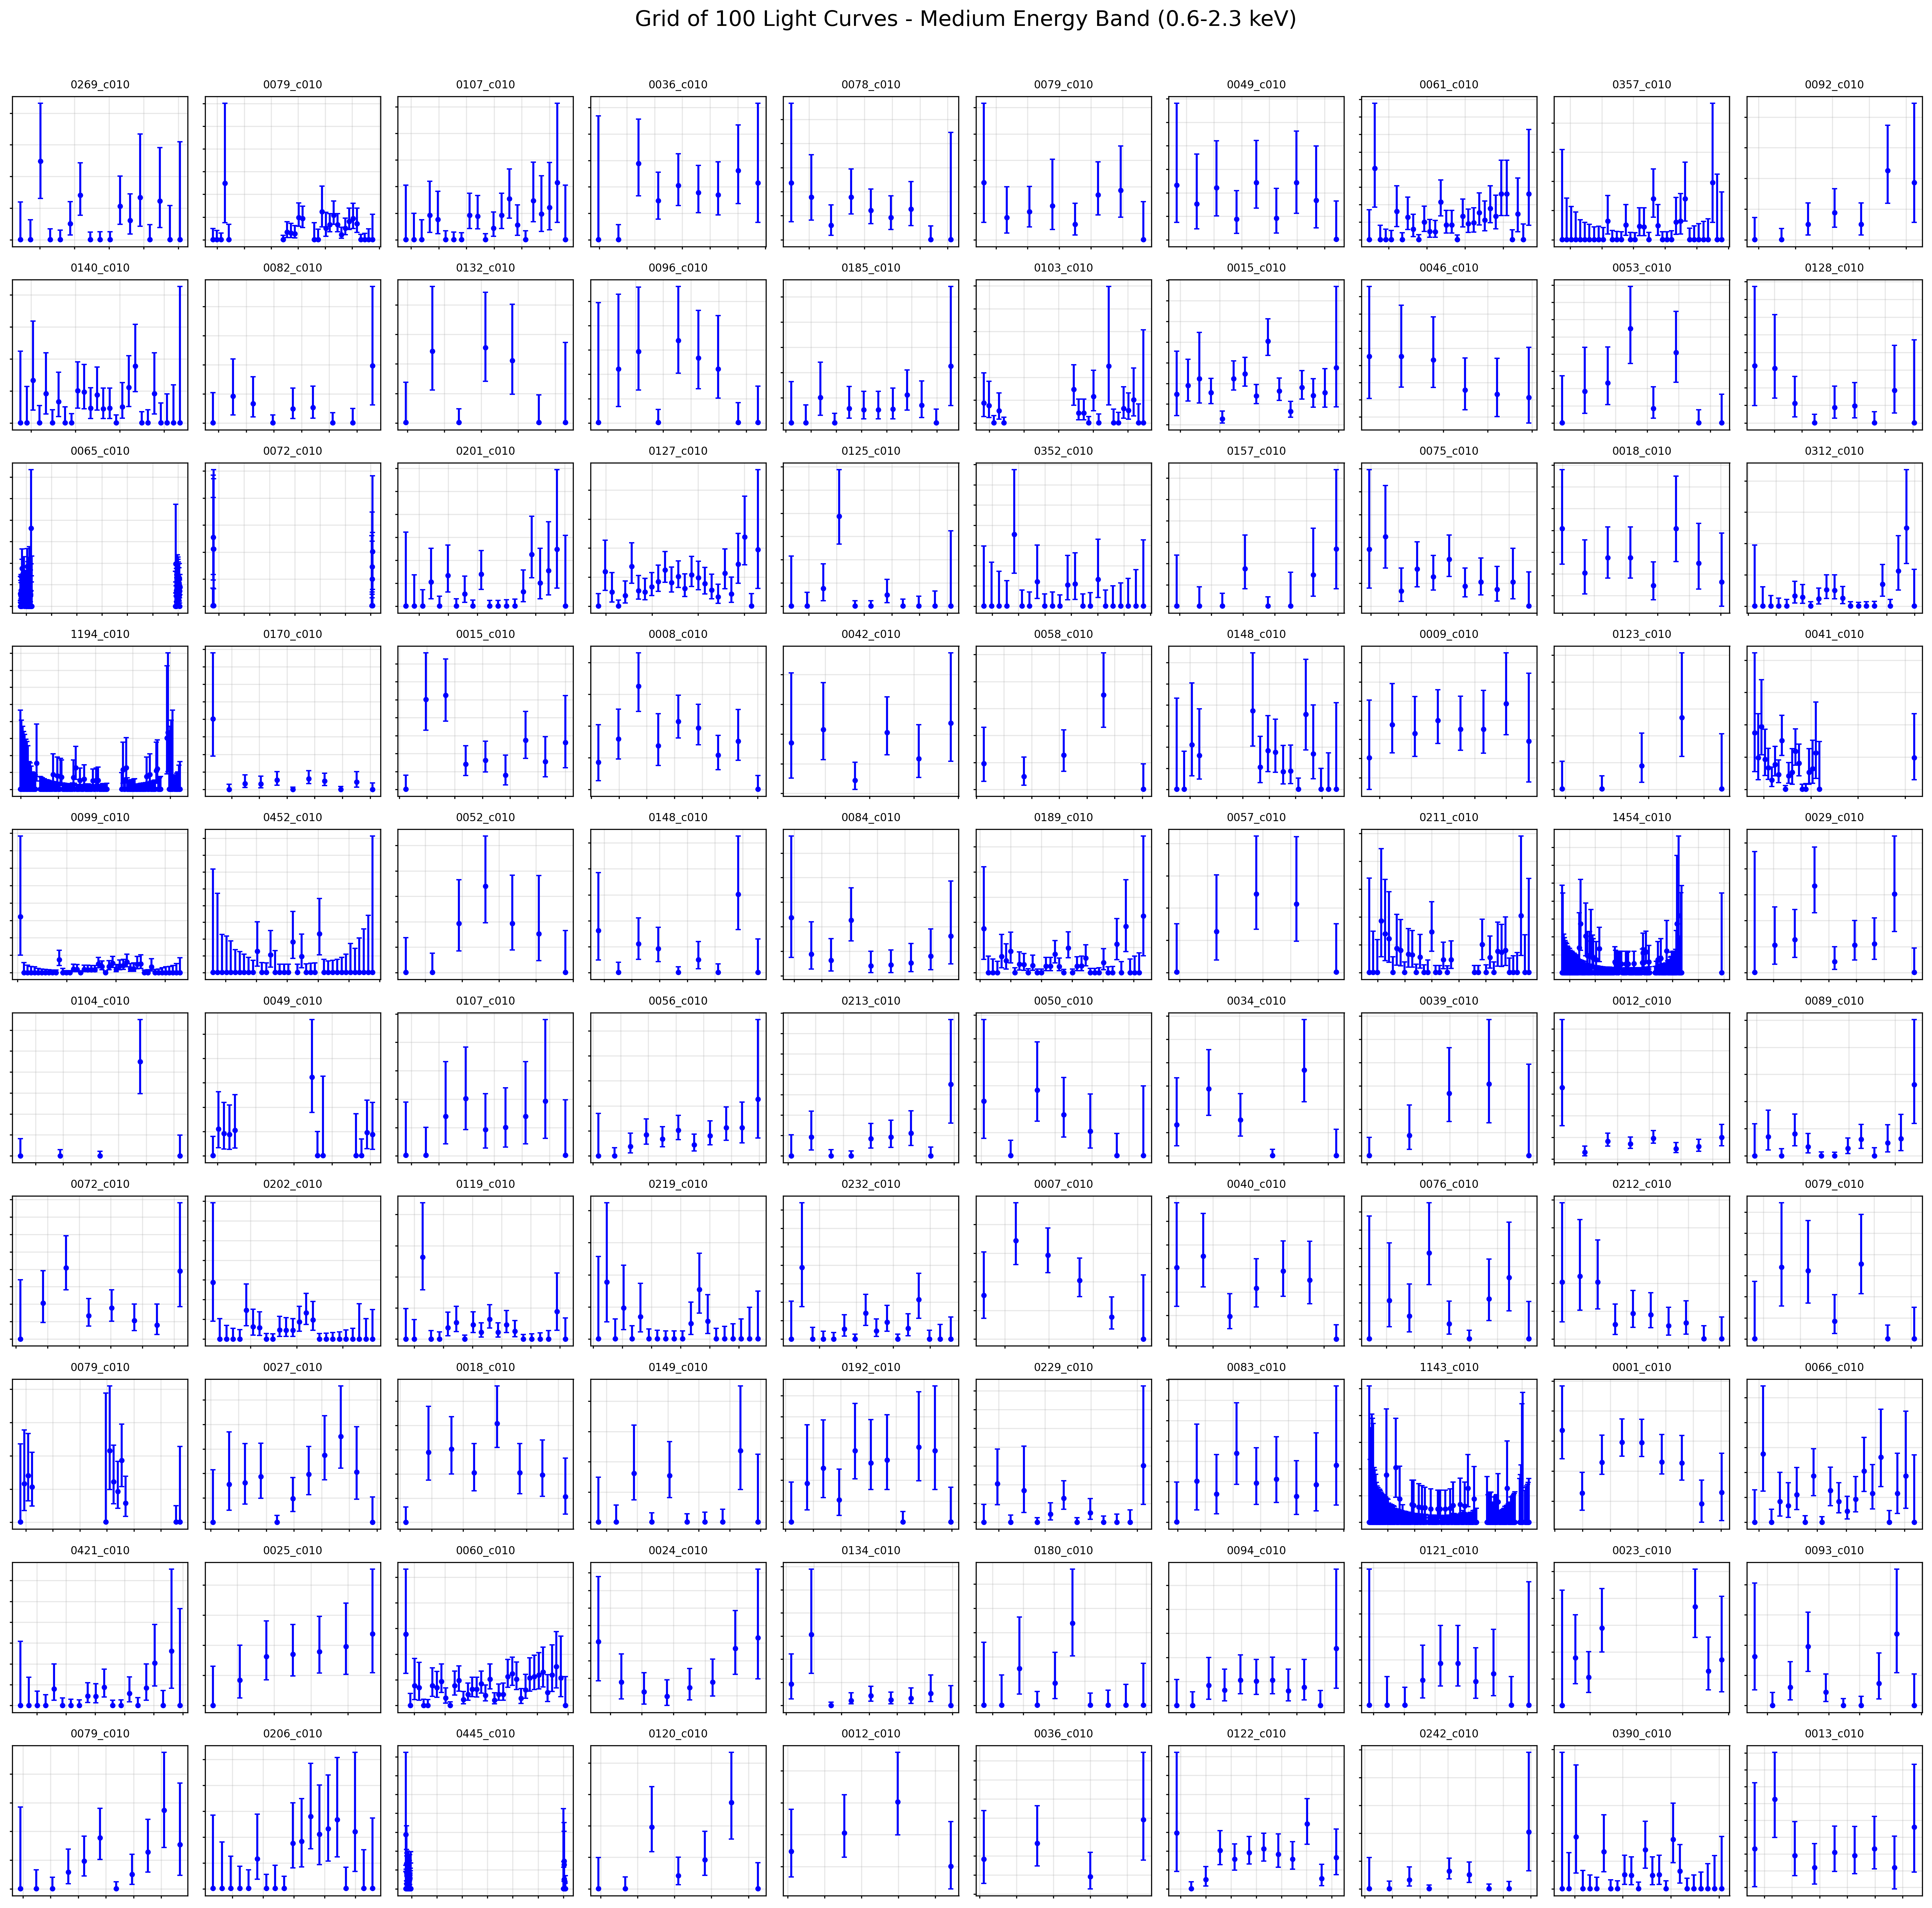 Grid of 100 Light Curves - Medium Energy Band (0.6-2.3 keV)
0269_c010 0079_c010 0107_c010 0036_c010 0078_c010 0079_c010 0049_c010 0061_c010 0357_c010 0092_c010
0140_c010 0082_c010 0132_c010 0096_c010 0185_c010 0103_c010 0015_c010 0046_c010 0053_c010 0128_c010
0065_c010 0072_c010 0201_c010 0127_c010 0125_c010 0352_c010 0157_c010 0075_c010 0018_c010 0312_c010
1194_c010 0170_c010 0015_c010 0008_c010 0042_c010 0058_c010 0148_c010 0009_c010 0123_c010 0041_c010
0099_c010 0452_c010 0052_c010 0148_c010 0084_c010 0189_c010 0057_c010 0211_c010 1454_c010 0029_c010
0104_c010 0049_c010 0107_c010 0056_c010 0213_c010 0050_c010 0034_c010 0039_c010 0012_c010 0089_c010
0072_c010 0202_c010 0119_c010 0219_c010 0232_c010 0007_c010 0040_c010 0076_c010 0212_c010 0079_c010
0079_c010 0027_c010 0018_c010 0149_c010 0192_c010 0229_c010 0083_c010 1143_c010 0001_c010 0066_c010
0421_c010 0025_c010 0060_c010 0024_c010 0134_c010 0180_c010 0094_c010 0121_c010 0023_c010 0093_c010
0079_c010 0206_c010 0445_c010 0120_c010 0012_c010 0036_c010 0122_c010 0242_c010 0390_c010 0013_c010